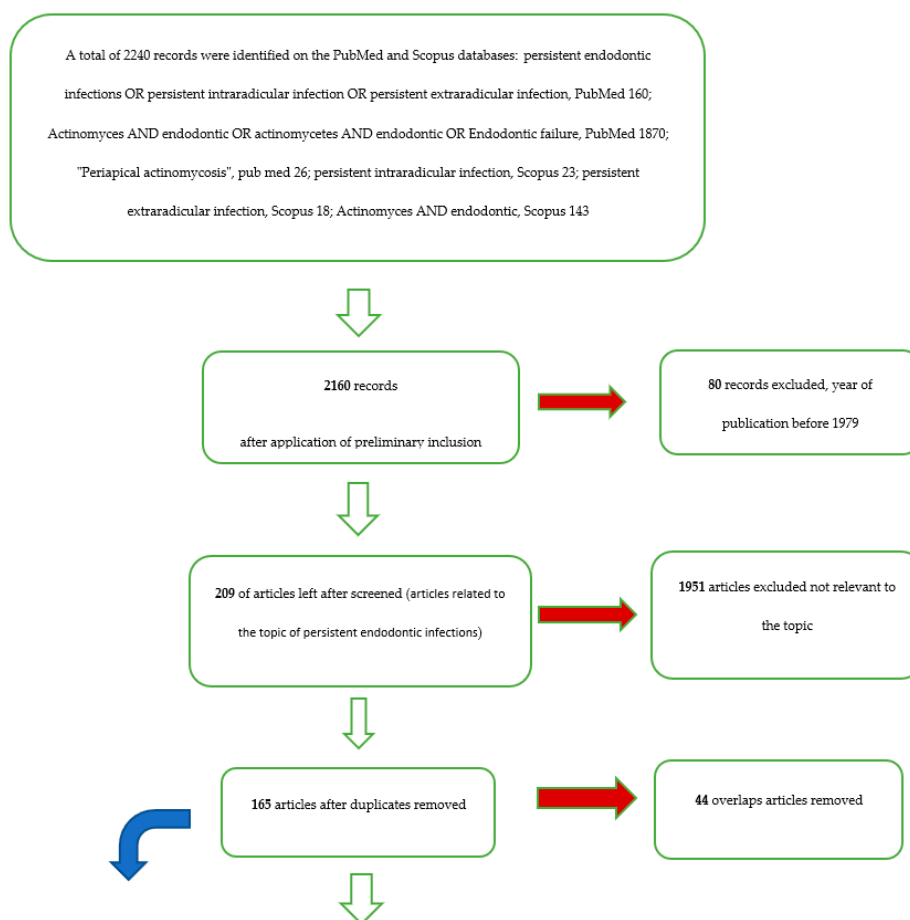 A total of 2240 records were identified on the PubMed and Scopus databases: persistent endodontic
infections OR persistent intraradicular infection OR persistent extraradicular infection, PubMed 160;
Actinomyces AND endodontic OR actinomycetes AND endodontic OR Endodontic failure, PubMed 1870;
"Periapical actinomycosis", pub med 26; persistent intraradicular infection, Scopus 23; persistent
extraradicular infection, Scopus 18; Actinomyces AND endodontic, Scopus 143
2160 records
after application of preliminary inclusion
80 records excluded, year of
publication before 1979
209 of articles left after screened (articles related to
the topic of persistent endodontic infections)
1951 articles excluded not relevant to
the topic
165 articles after duplicates removed
44 overlaps articles removed